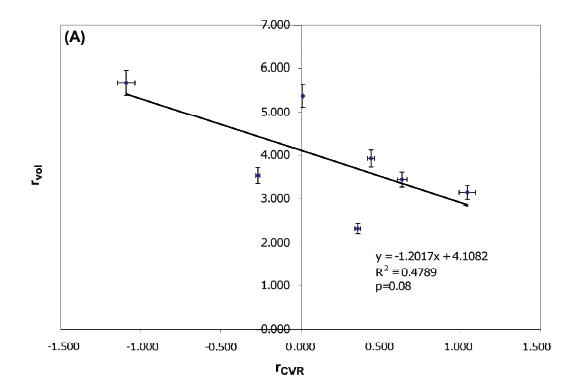 (A)
7.000
6.000
5.000
4.000
3.000
2.000
1.000
0.000
rvol
y = -1.2017x + 4.1082
R² = 0.4789
p=0.08
-1.500 -1.000 -0.500 0.000 0.500 1.000 1.500
rCVR